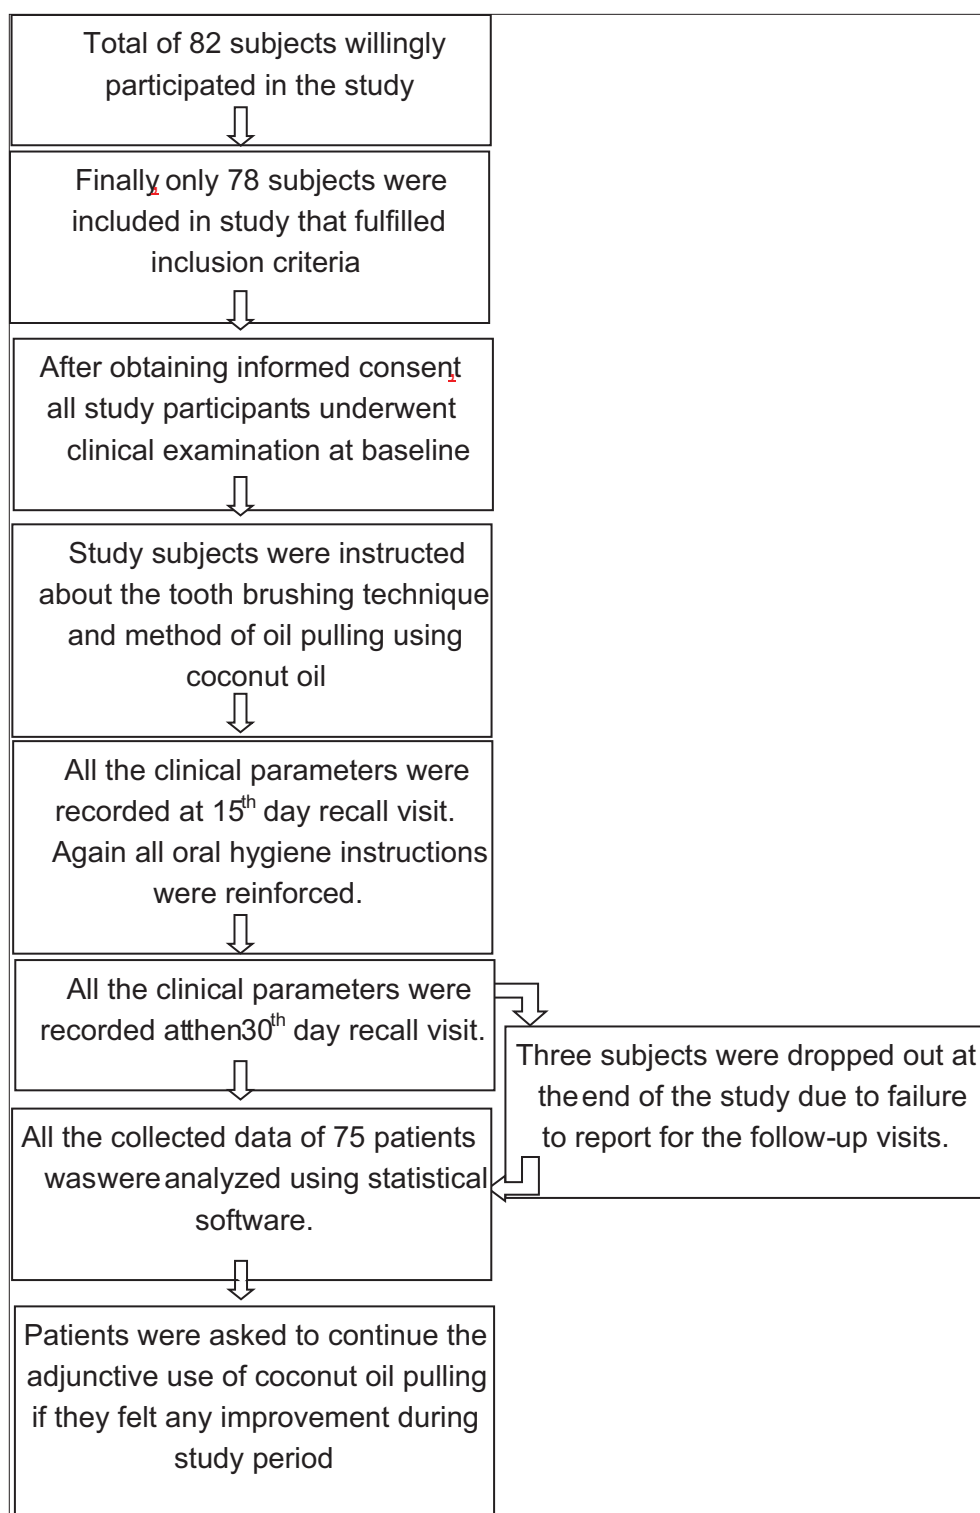 Total of 82 subjects willingly
participated in the study
Finally, only 78 subjects were
included in study that fulfilled
inclusion criteria
After obtaining informed consent,
all study participants underwent
clinical examination at baseline
Study subjects were instructed
about the tooth brushing technique
and method of oil pulling using
coconut oil
All the clinical parameters were
recorded at 15th day recall visit.
Again all oral hygiene instructions
were reinforced.
All the clinical parameters were
recorded atthen30th day recall visit.
Three subjects were dropped out at
the end of the study due to failure
to report for the follow-up visits.
All the collected data of 75 patients
waswere analyzed using statistical
software.
Patients were asked to continue the
adjunctive use of coconut oil pulling
if they felt any improvement during
study period